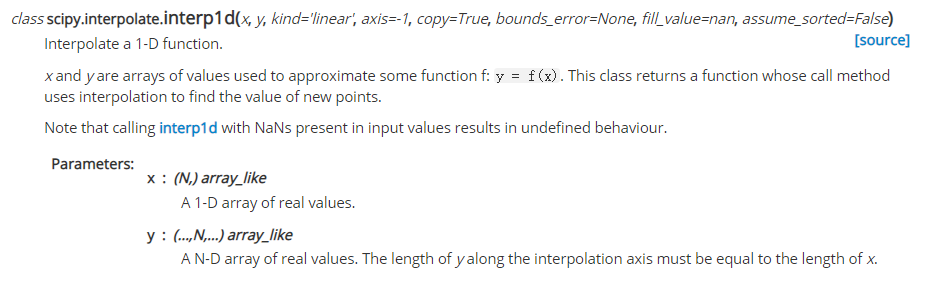 class scipy.interpolate.interp1d(x, y, kind='linear', axis=-1, copy=True, bounds_error=None, fill_value=nan, assume_sorted=False)
[source]
Interpolate a 1-D function.
x and y are arrays of values used to approximate some function f: y = f(x). This class returns a function whose call method
uses interpolation to find the value of new points.
Note that calling interp1d with NaNs present in input values results in undefined behaviour.
Parameters:
x : (N,) array_like
A 1-D array of real values.
y : (...,N,...) array_like
A N-D array of real values. The length of y along the interpolation axis must be equal to the length of x.